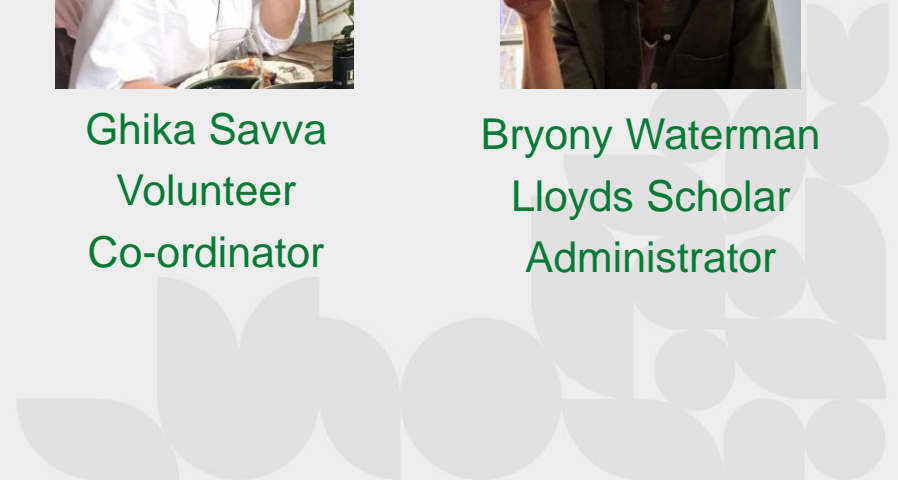 Ghika Savva
Volunteer
Co-ordinator
Bryony Waterman
Lloyds Scholar
Administrator